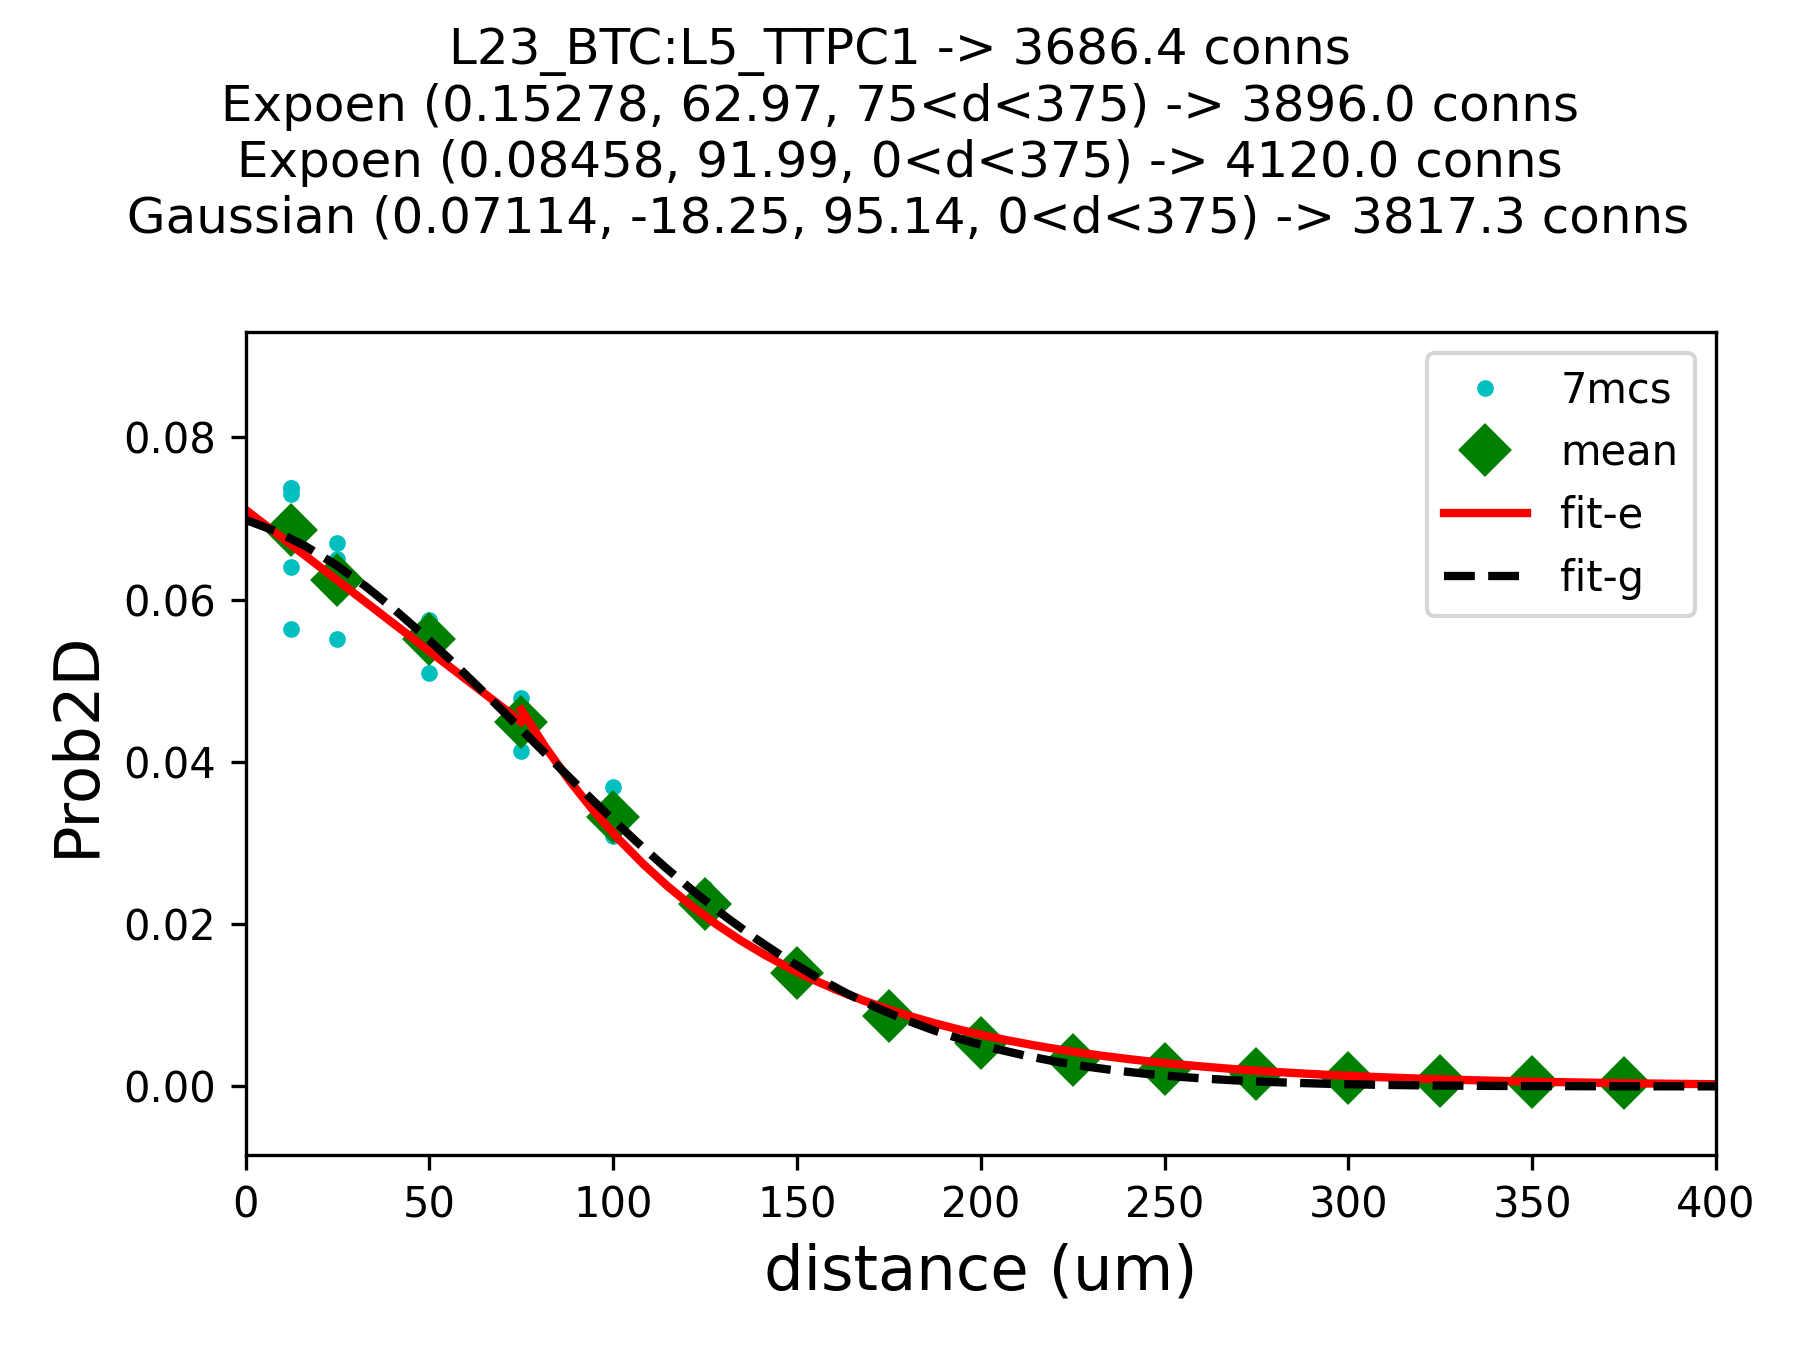 L23_BTC:L5_TTPC1 -> 3686.4 conns
Expoen (0.15278, 62.97, 75<d<375) -> 3896.0 conns
Expoen (0.08458, 91.99, 0<d<375) -> 4120.0 conns
Gaussian (0.07114, -18.25, 95.14, 0<d<375) -> 3817.3 conns
7mcs
mean
fit-e
fit-g
Prob2D
0.08
0.06
0.04
0.02
0.00
0 50 100 150 200 250 300 350 400
distance (um)